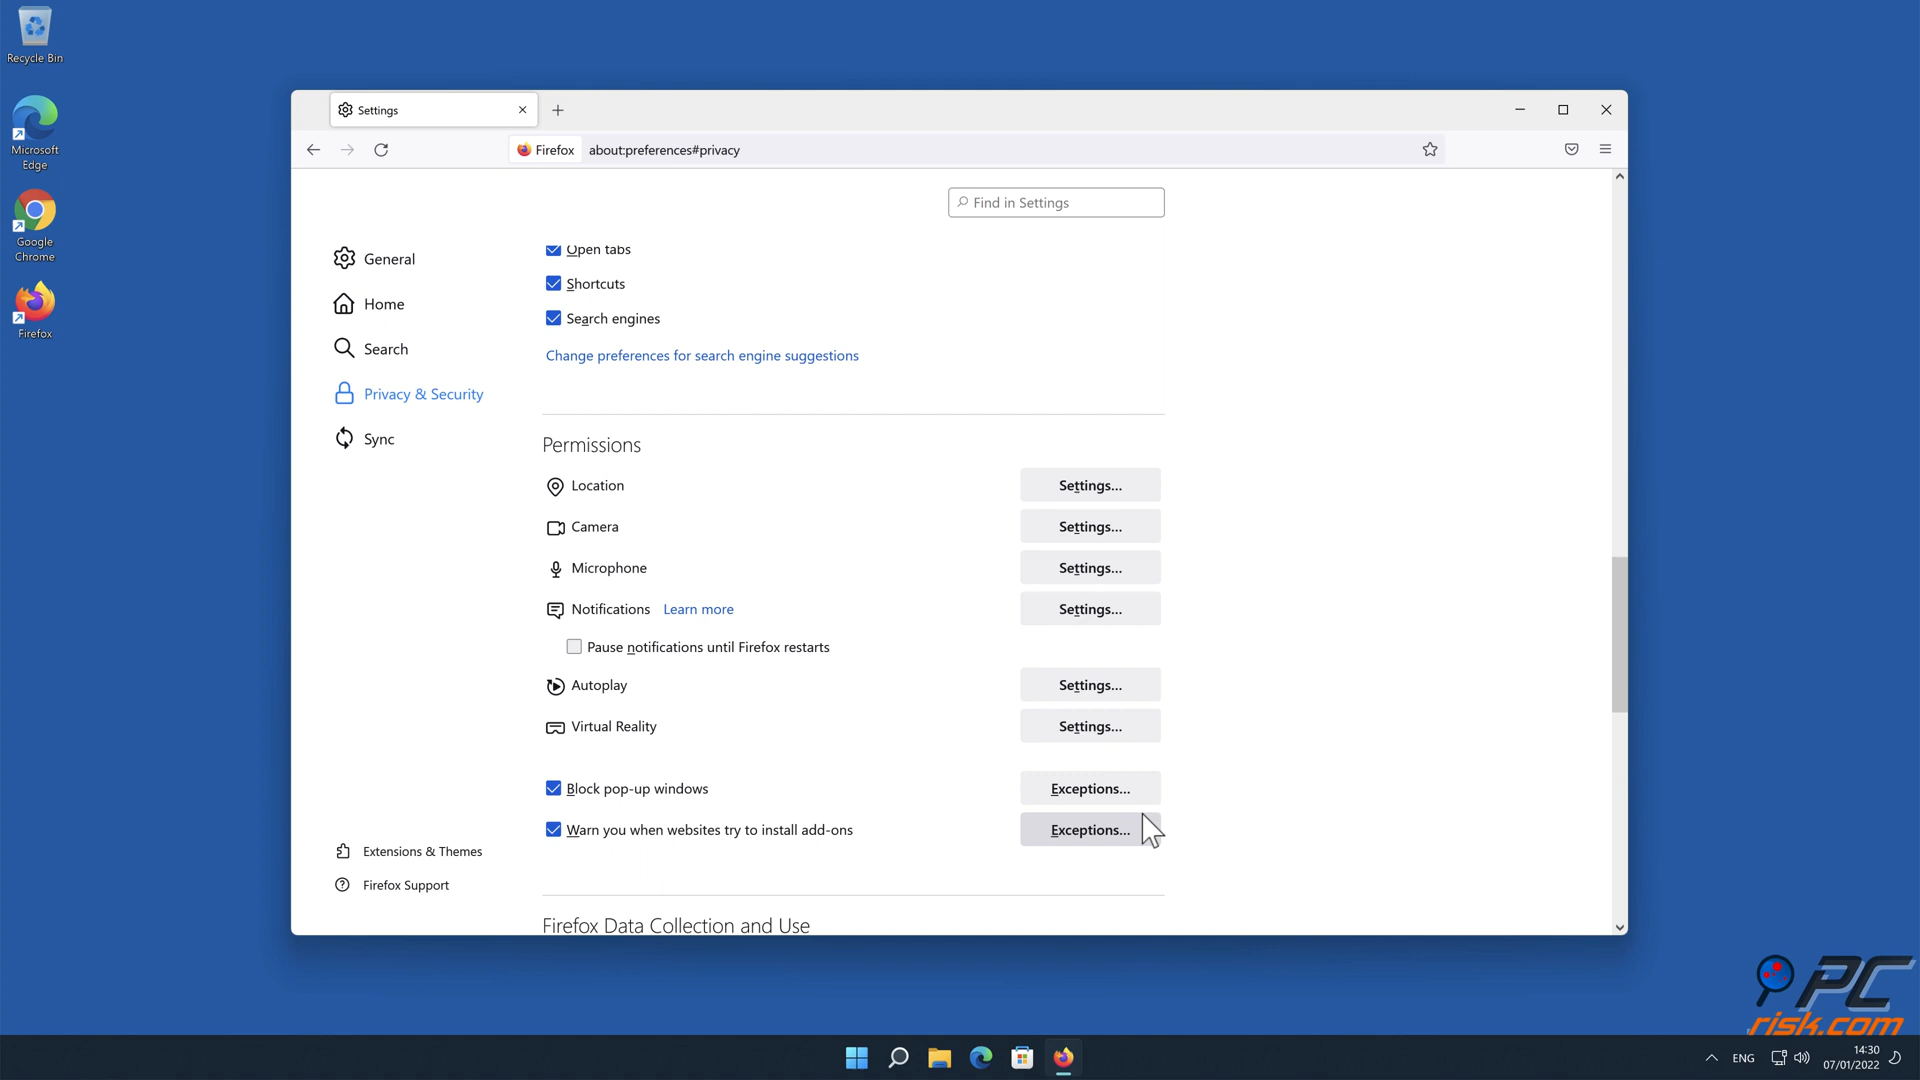 Recycle Bin
Microsoft
Edge
Google
Chrome
Firefox
Settings
Firefox
about:preferences#privacy
Find in Settings
General
Home
Search
Privacy & Security
Sync
Extensions & Themes
Firefox Support
Open tabs
Shortcuts
Search engines
Change preferences for search engine suggestions
Permissions
Location Settings...
Camera Settings...
Microphone Settings...
Notifications Learn more Settings...
Pause notifications until Firefox restarts
Autoplay Settings...
Virtual Reality Settings...
Block pop-up windows Exceptions...
Warn you when websites try to install add-ons Exceptions...
Firefox Data Collection and Use
PC
risk.com
ENG
14:30
07/01/2022